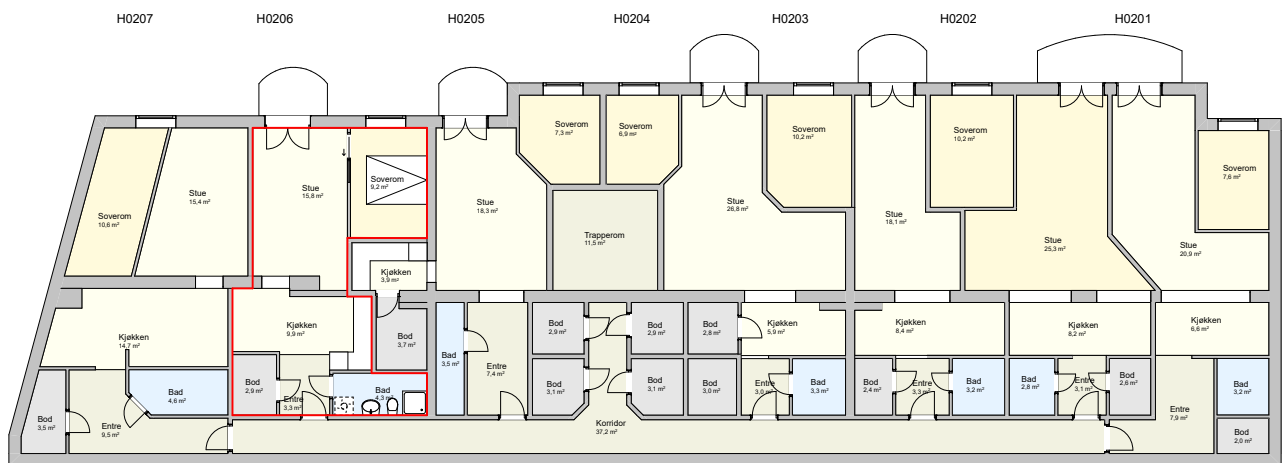 H0207
H0206
H0205
H0204
H0203
H0202
H0201
Soverom
7,3 m²
Soverom
6,9 m²
Soverom
10,2 m²
Soverom
10,2 m²
Soverom
7,6 m²
Stue
15,4 m²
Stue
15,8 m²
Soverom
9,2 m²
Soverom
10,6 m²
Stue
18,3 m²
Stue
26,8 m²
Stue
18,1 m²
Trapperom
11,5 m²
Stue
25,3 m²
Stue
20,9 m²
Kjøkken
3,9 m²
Kjøkken
14,7 m²
Kjøkken
9,9 m²
Bod
3,7 m²
Bad
3,5 m²
Bod
2,9 m²
Bod
2,9 m²
Bod
2,8 m²
Kjøkken
5,9 m²
Kjøkken
8,4 m²
Kjøkken
8,2 m²
Kjøkken
6,6 m²
Entre
7,4 m²
Bod
3,1 m²
Bod
3,1 m²
Bod
3,0 m²
Entre
3,0 m²
Bad
3,3 m²
Bod
2,4 m²
Entre
3,3 m²
Bad
3,2 m²
Bad
2,8 m²
Entre
3,1 m²
Bod
2,6 m²
Bad
3,2 m²
Bad
4,6 m²
Bod
2,9 m²
Entre
3,3 m²
Bad
4,3 m²
Bod
3,5 m²
Entre
9,5 m²
Korridor
37,2 m²
Entre
7,9 m²
Bod
2,0 m²